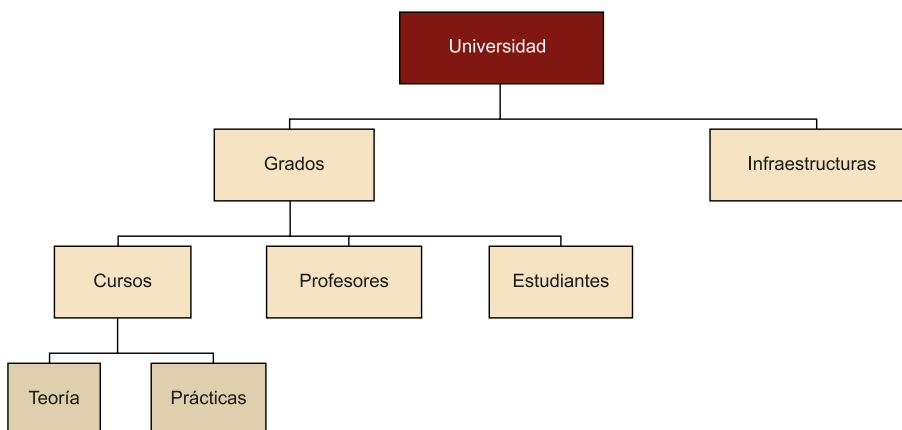 Universidad
Grados
Infraestructuras
Cursos
Profesores
Estudiantes
Teoría
Prácticas